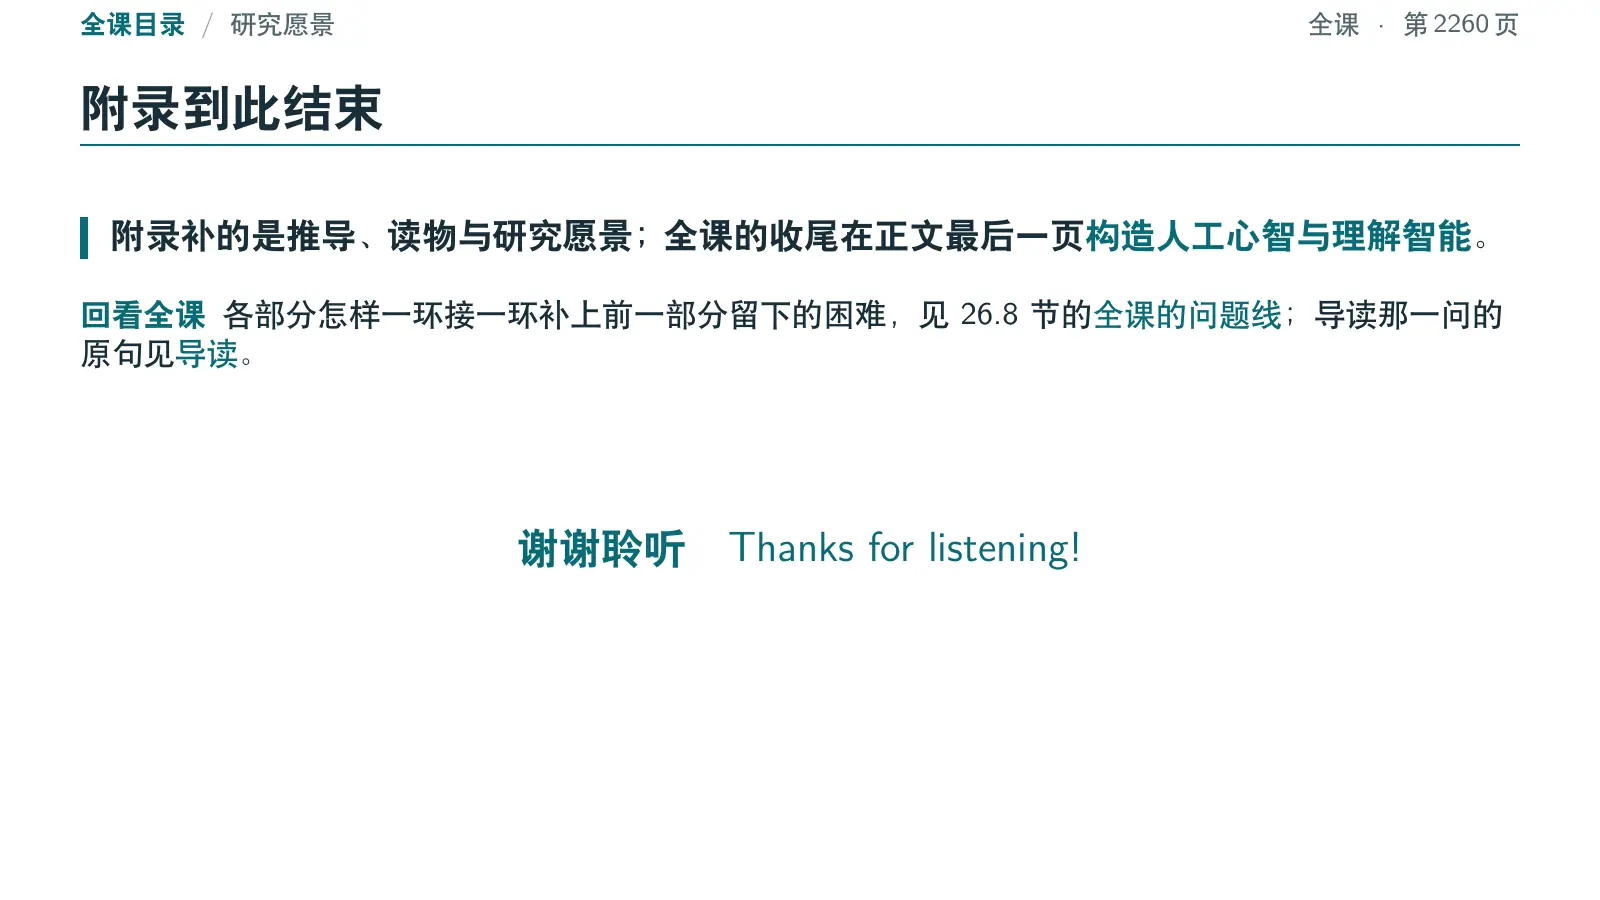 全课目录 / 研究愿景
全课 · 第 2260 页
附录到此结束
附录补的是推导、读物与研究愿景；全课的收尾在正文最后一页构造人工心智与理解智能。
回看全课 各部分怎样一环接一环补上前一部分留下的困难，见 26.8 节的全课的问题线；导读那一问的
原句见导读。
谢谢聆听 Thanks for listening!